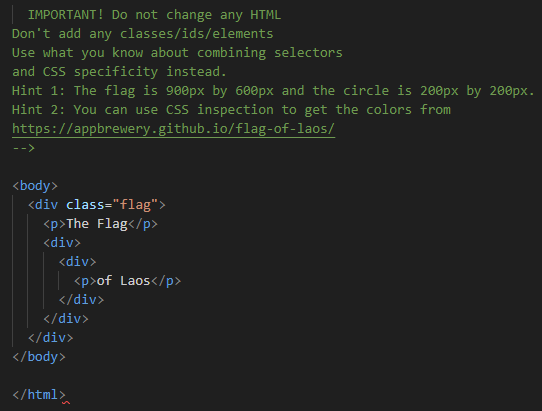 IMPORTANT! Do not change any HTML
Don't add any classes/ids/elements
Use what you know about combining selectors
and CSS specificity instead.
Hint 1: The flag is 900px by 600px and the circle is 200px by 200px.
Hint 2: You can use CSS inspection to get the colors from
https://appbrewery.github.io/flag-of-laos/
-->

<body>
  <div class="flag">
    <p>The Flag</p>
    <div>
      <div>
        <p>of Laos</p>
      </div>
    </div>
  </div>
</body>

</html>